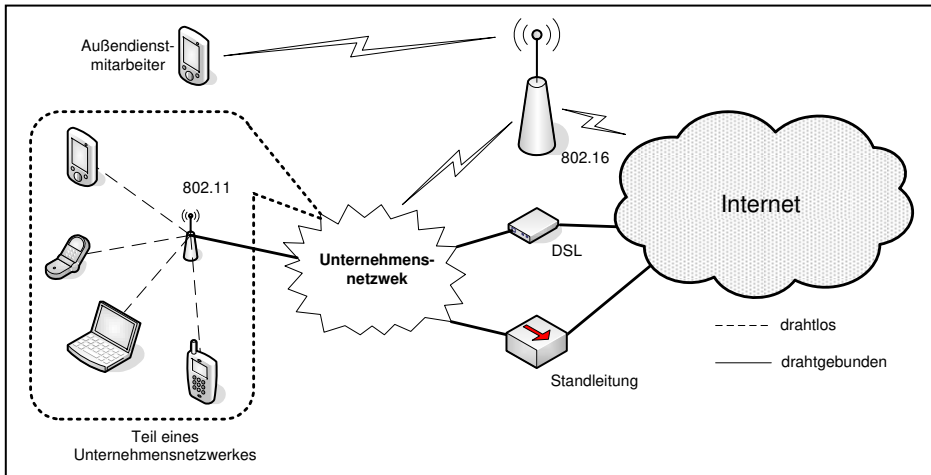 Außendienst-
mitarbeiter
802.16
802.11
Internet
Unternehmens-
netzwek
DSL
drahtlos
drahtgebunden
Standleitung
Teil eines
Unternehmensnetzwerkes